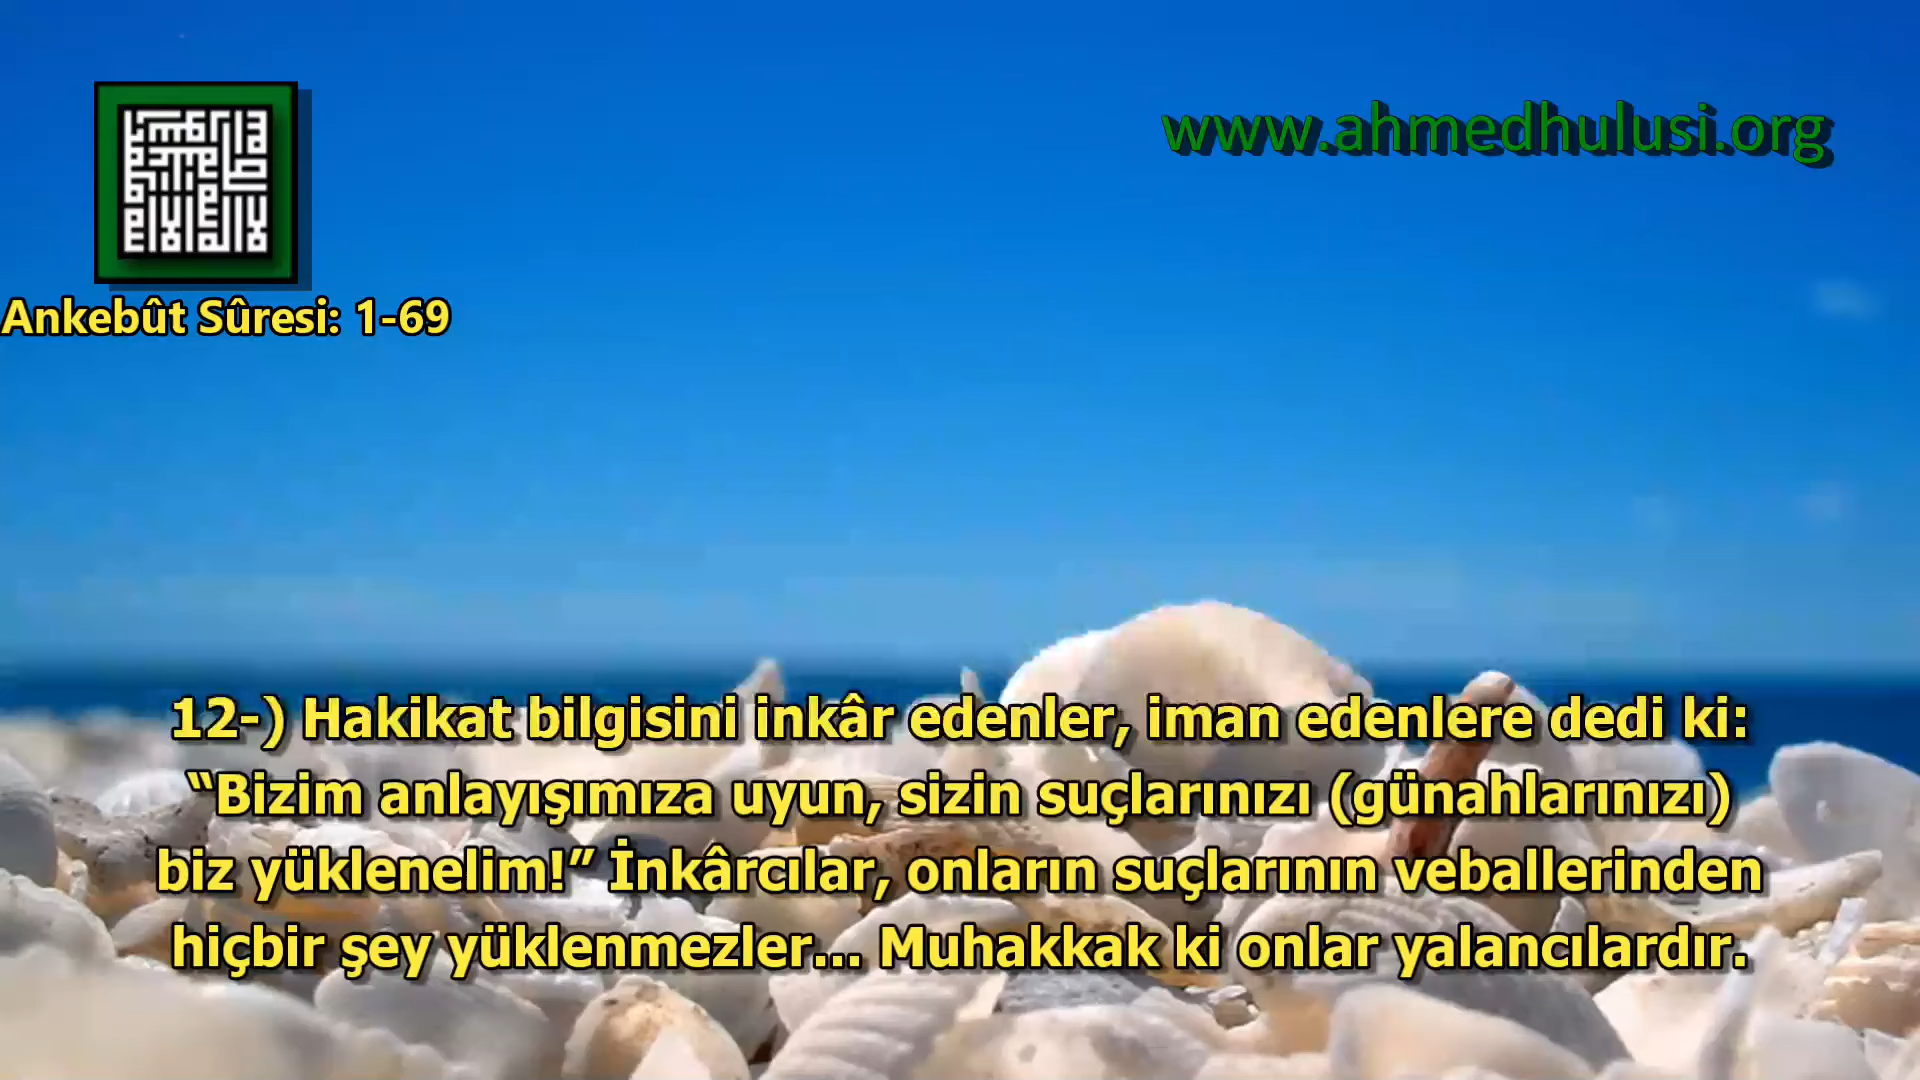 www.ahmedhulusi.org
Ankebût Sûresi: 1-69
12-) Hakikat bilgisini inkâr edenler, iman edenlere dedi ki:
“Bizim anlayışımıza uyun, sizin suçlarınızı (günahlarınızı)
biz yüklenelim!” İnkârcılar, onların suçlarının veballerinden
hiçbir şey yüklenmezler... Muhakkak ki onlar yalancılardır.